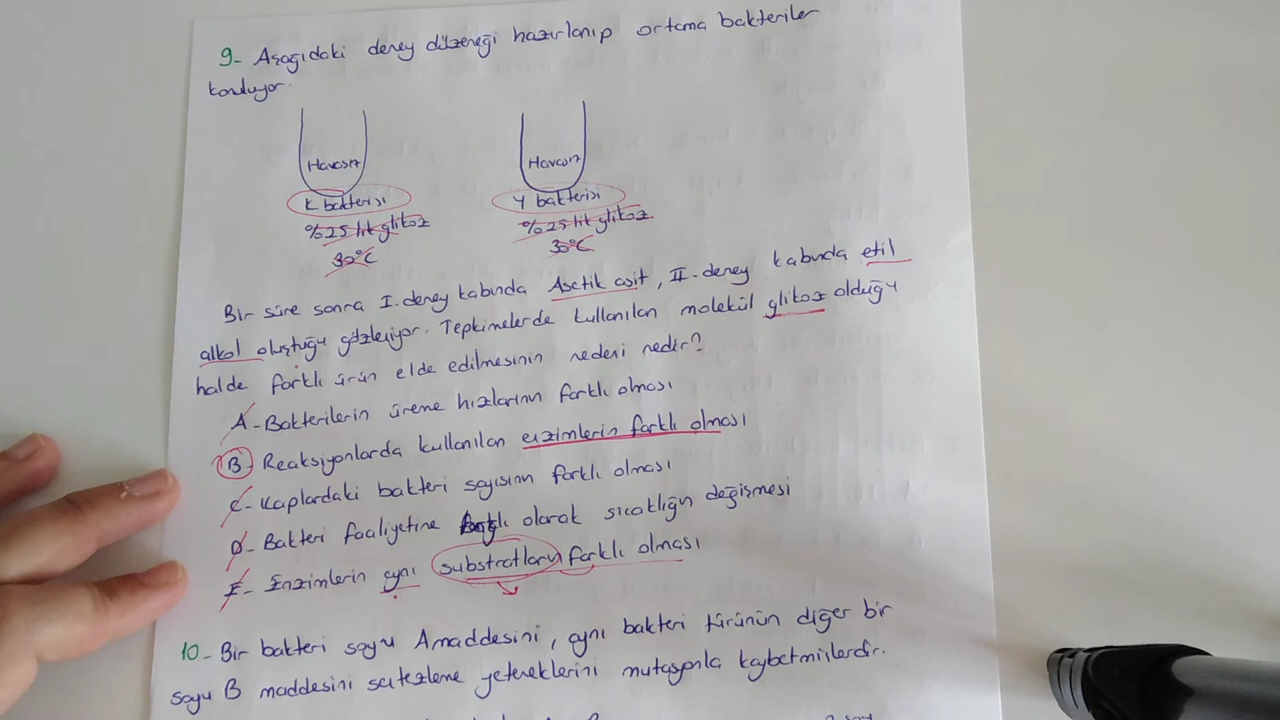 9- Aşağıdaki deney düzeneği hazırlanıp ortama bakteriler
konuluyor.
Havasız
Havasız
K bakterisi
Y bakterisi
%25 lik glikoz
%25 lik glikoz
30°C
30°C
Bir süre sonra I. deney kabında Asetik asit, II. deney kabında etil
alkol oluştuğu gözleniyor. Tepkimelerde kullanılan molekül glikoz olduğu
halde farklı ürün elde edilmesinin nedeni nedir?
A- Bakterilerin üreme hızlarının farklı olması
B- Reaksiyonlarda kullanılan enzimlerin farklı olması
C- Kaplardaki bakteri sayısının farklı olması
D- Bakteri faaliyetine bağlı olarak sıcaklığın değişmesi
E- Enzimlerin aynı substratların farklı olması
10- Bir bakteri soyu A maddesini, aynı bakteri türünün diğer bir
soyu B maddesini sentezleme yeteneklerini mutasyonla kaybetmişlerdir.